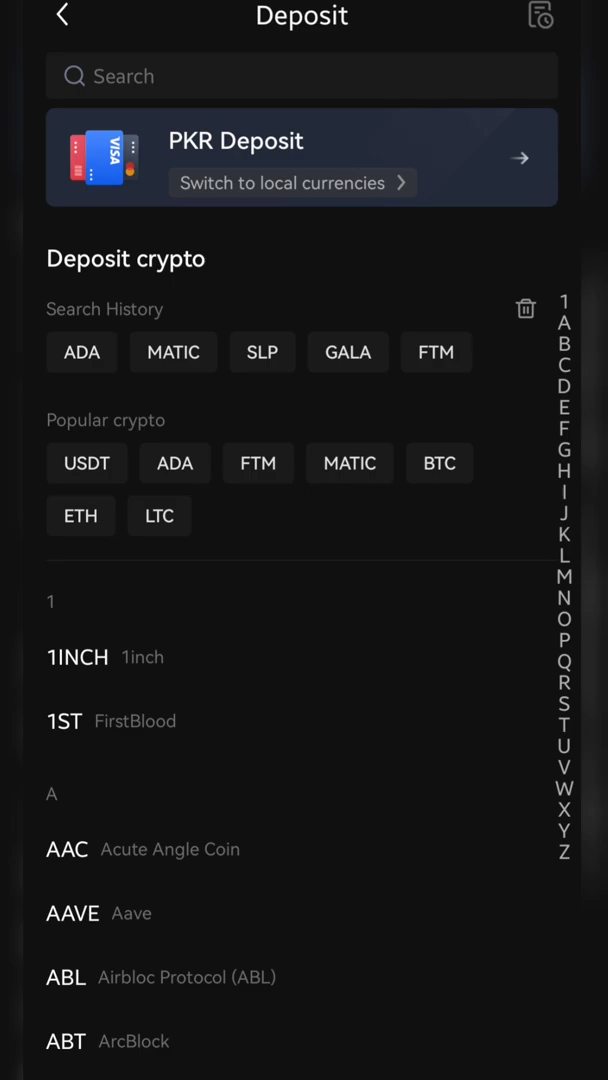 Deposit
Search
VISA
PKR Deposit
Switch to local currencies
Deposit crypto
Search History
ADA MATIC SLP GALA FTM
Popular crypto
USDT ADA FTM MATIC BTC
ETH LTC
1
1INCH 1inch
1ST FirstBlood
A
AAC Acute Angle Coin
AAVE Aave
ABL Airbloc Protocol (ABL)
ABT ArcBlock
1
A
B
C
D
E
F
G
H
I
J
K
L
M
N
O
P
Q
R
S
T
U
V
W
X
Y
Z